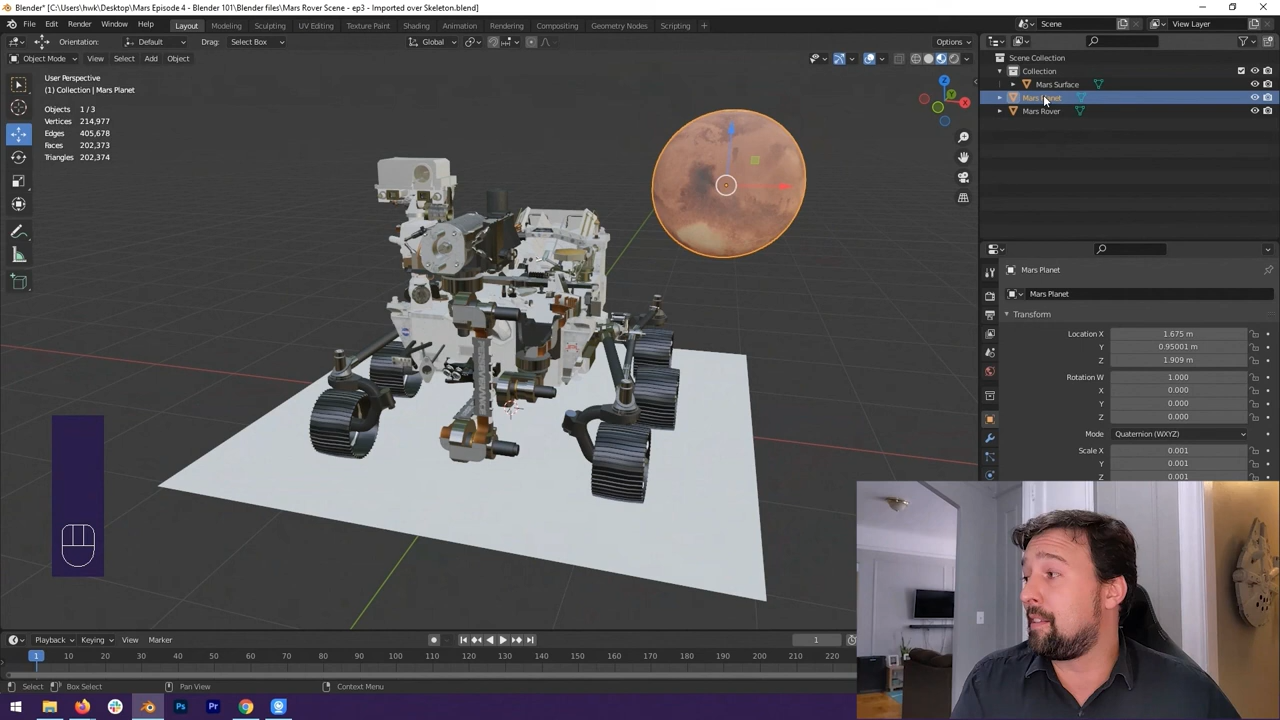 Blender* [C:\Users\hwk\Desktop\Mars Episode 4 - Blender 101\Blender files\Mars Rover Scene - ep3 - Imported over Skeleton.blend]
File Edit Render Window Help Layout Modeling Sculpting UV Editing Texture Paint Shading Animation Rendering Compositing Geometry Nodes Scripting + Scene View Layer
Orientation: Default Drag: Select Box Global Options
Object Mode View Select Add Object
User Perspective
(1) Collection | Mars Planet
Objects 1 / 3
Vertices 214,977
Edges 405,678
Faces 202,373
Triangles 202,374
Z
Y
X
Scene Collection
Collection
Mars Surface
Mars Planet
Mars Rover
Mars Planet
Mars Planet
Transform
Location X 1.675 m
Y 0.95001 m
Z 1.909 m
Rotation W 1.000
X 0.000
Y 0.000
Z 0.000
Mode Quaternion (WXYZ)
Scale X 0.001
Y 0.001
Z 0.001
Playback Keying View Marker 1
1 10 20 30 40 50 60 70 80 90 100 110 120 130 140 150 160 170 180 190 200 210 220
Select Box Select Pan View Context Menu
Ps Pr